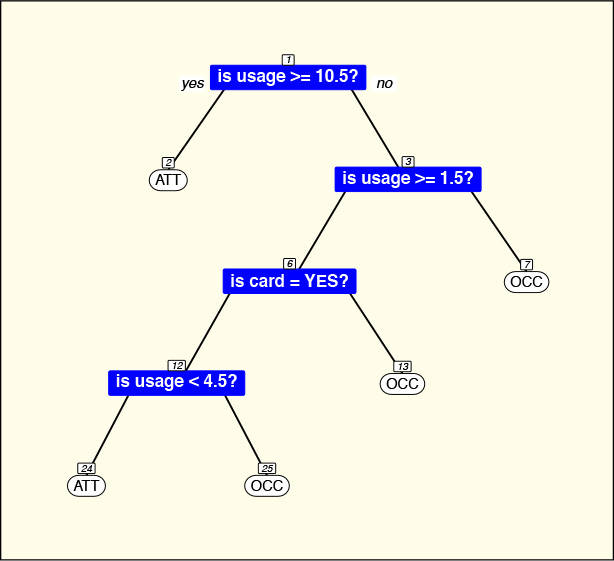 1
yes is usage >= 10.5? no
2
ATT
3
is usage >= 1.5?
6
is card = YES?
7
OCC
12
is usage < 4.5?
13
OCC
24
ATT
25
OCC